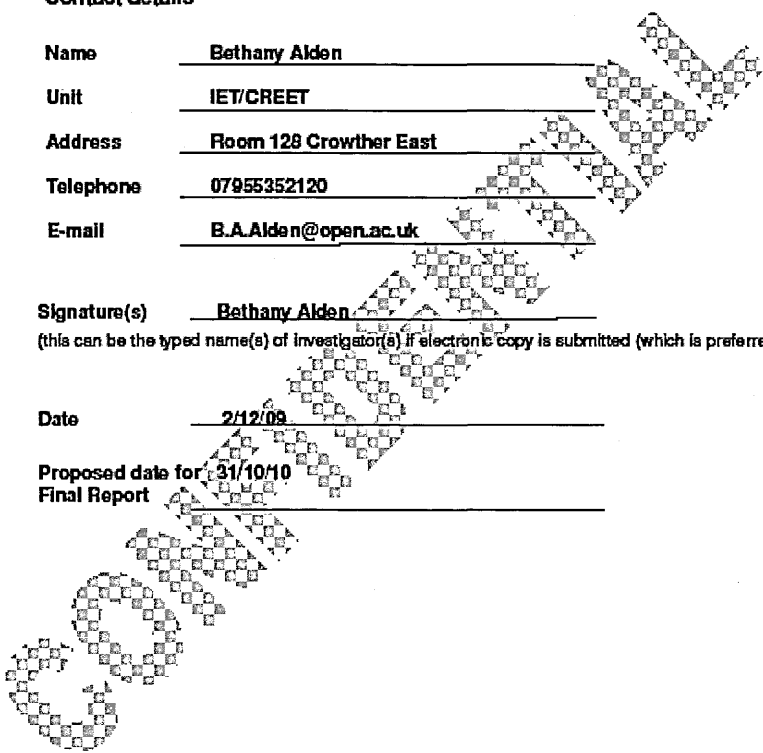 Contact details
Name Bethany Alden
Unit IET/CREET
Address Room 128 Crowther East
Telephone 07955352120
E-mail B.A.Alden@open.ac.uk
Signature(s) Bethany Alden
(this can be the typed name(s) of investigator(s) if electronic copy is submitted (which is preferre
Date 2/12/09
Proposed date for 31/10/10
Final Report
CONFIDENTIAL